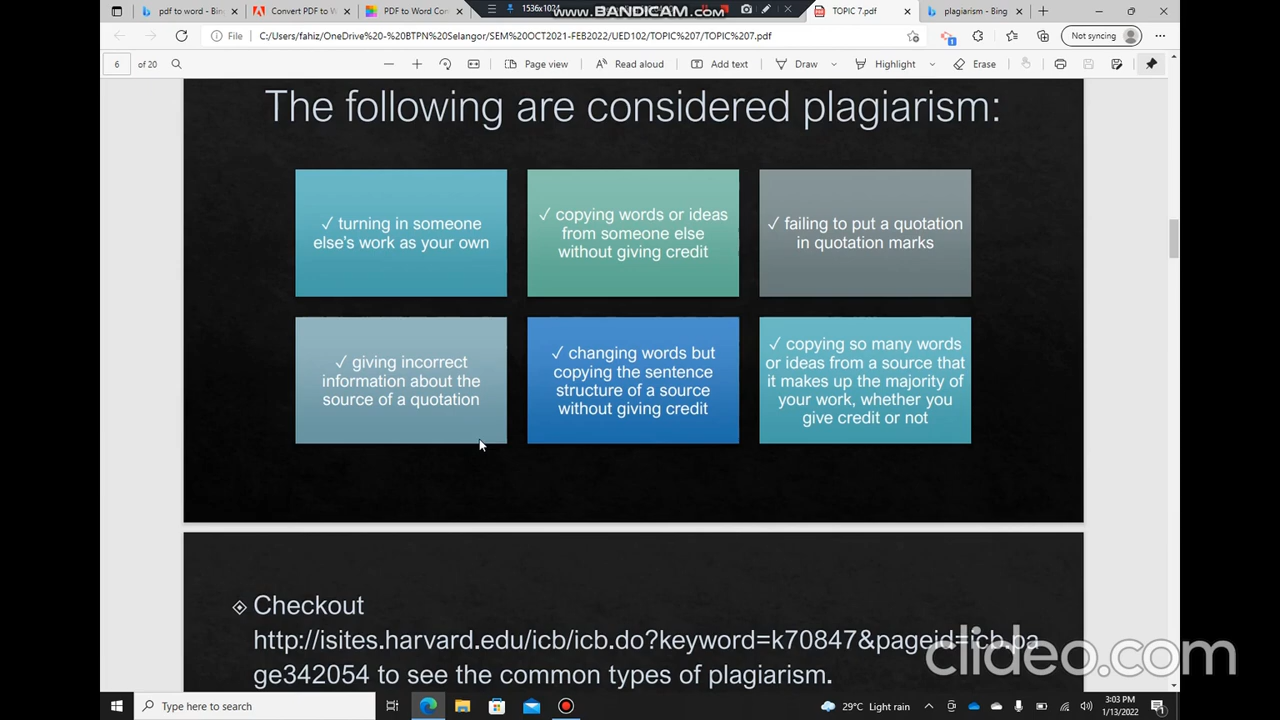 pdf to word - Bing
Convert PDF to W
PDF to Word Con
1536x102
www.BANDICAM.com
TOPIC 7.pdf
plagiarism - Bing
File
C:/Users/fahiz/OneDrive%20-%20BTPN%20Selangor/SEM%20OCT2021-FEB2022/UED102/TOPIC%207/TOPIC%207.pdf
Not syncing
6 of 20
Page view
Read aloud
Add text
Draw
Highlight
Erase
The following are considered plagiarism:
✓ turning in someone
else's work as your own
✓ copying words or ideas
from someone else
without giving credit
✓ failing to put a quotation
in quotation marks
✓ giving incorrect
information about the
source of a quotation
✓ changing words but
copying the sentence
structure of a source
without giving credit
✓ copying so many words
or ideas from a source that
it makes up the majority of
your work, whether you
give credit or not
Checkout
http://isites.harvard.edu/icb/icb.do?keyword=k70847&pageid=icb.pa
ge342054 to see the common types of plagiarism.
clideo.com
Type here to search
29°C Light rain
3:03 PM
1/13/2022